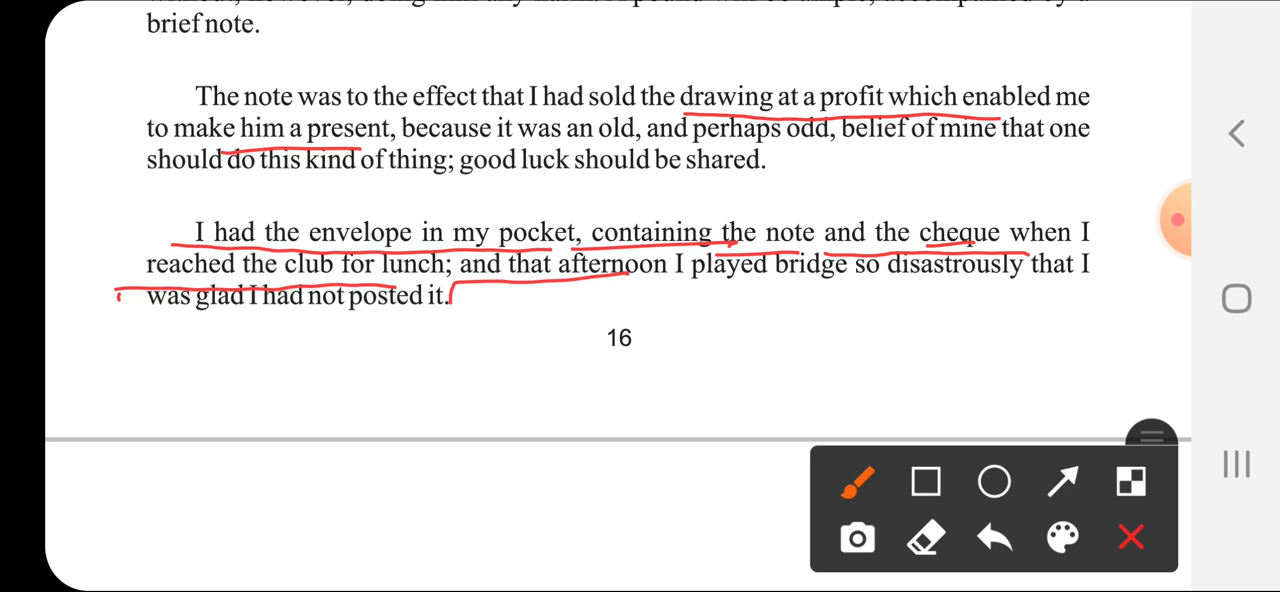 brief note.
The note was to the effect that I had sold the drawing at a profit which enabled me
to make him a present, because it was an old, and perhaps odd, belief of mine that one
should do this kind of thing; good luck should be shared.
I had the envelope in my pocket, containing the note and the cheque when I
reached the club for lunch; and that afternoon I played bridge so disastrously that I
was glad I had not posted it.
16